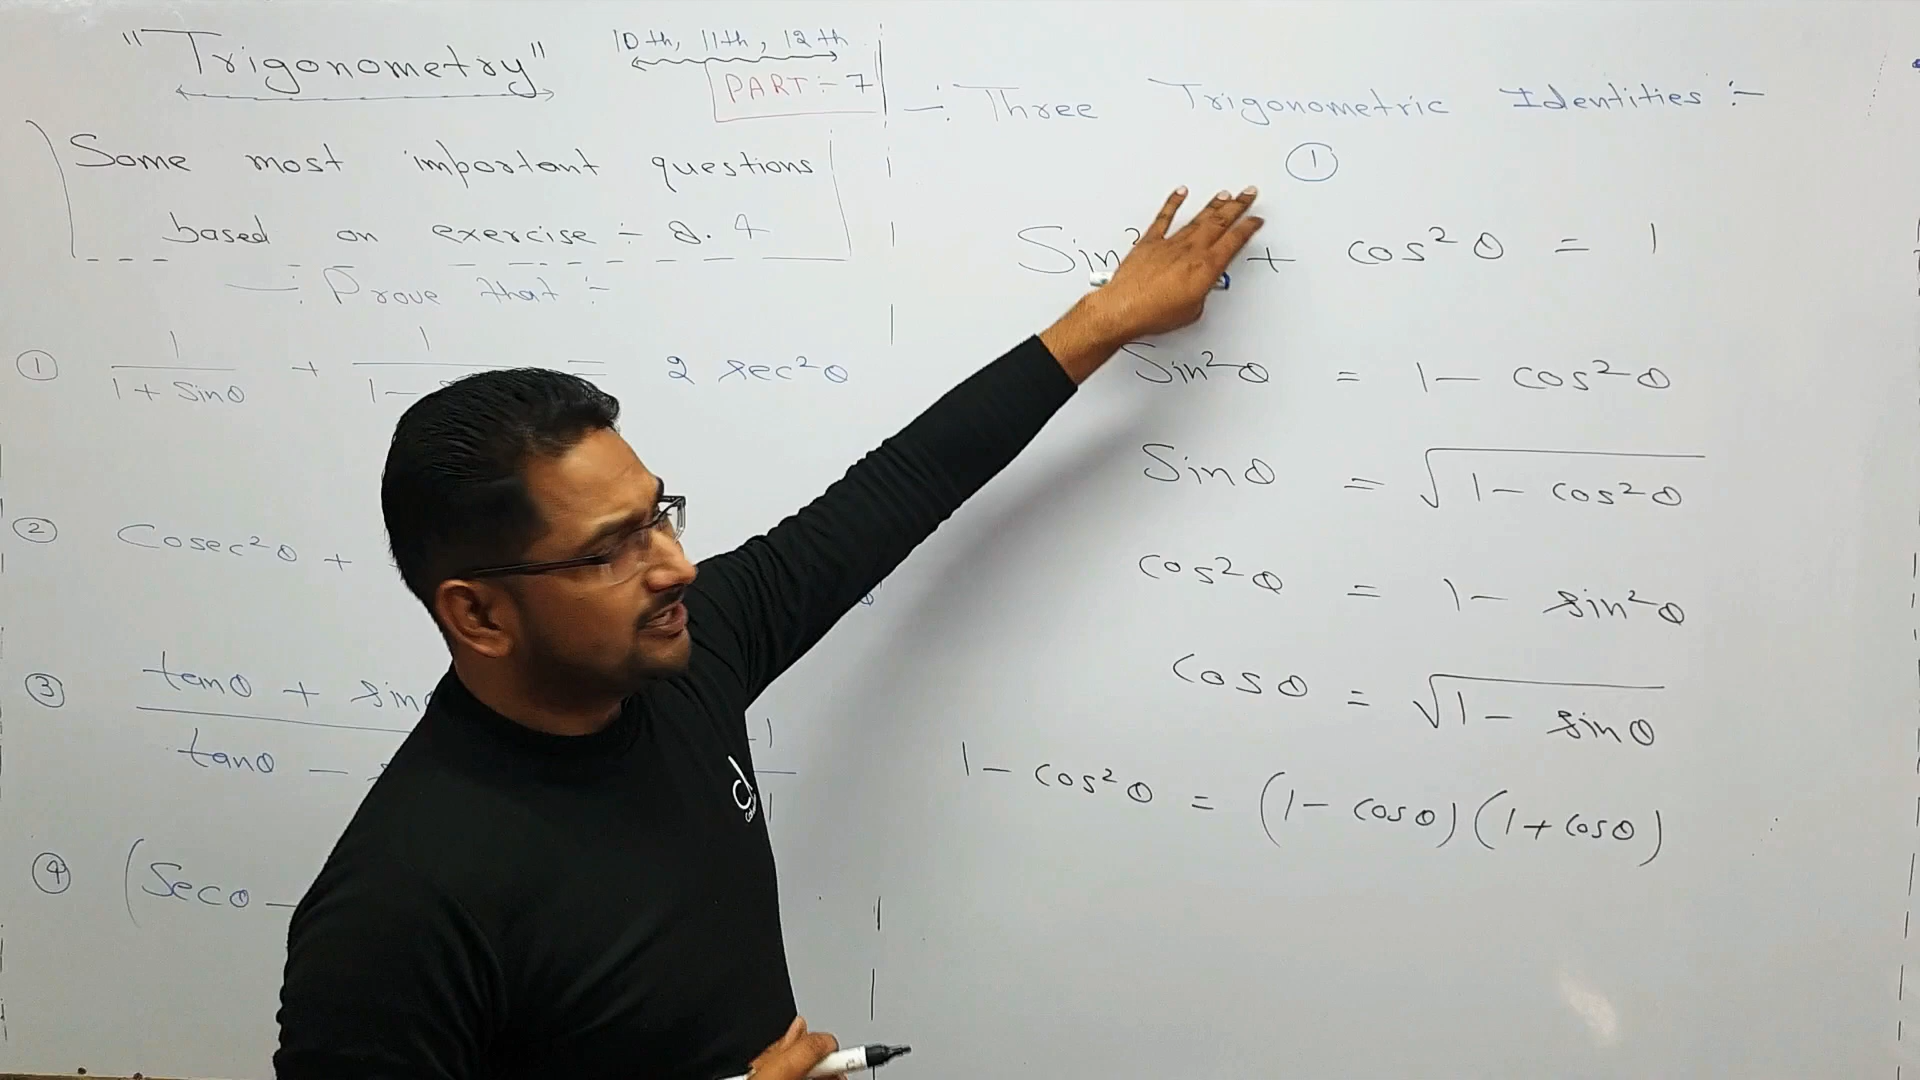 "Trigonometry"
10th, 11th, 12th
PART :- 7
Some most important questions
based on exercise :- 8.4
:- Prove that :-
① 1/(1 + Sinθ) + 1/(1 - = 2 sec²θ
② Cosec²θ +
③ tanθ + sin
tanθ -
-1
④ (Secθ -
:- Three Trigonometric Identities :-
①
Sin² + cos²θ = 1
Sin²θ = 1 - cos²θ
Sinθ = √(1 - cos²θ)
cos²θ = 1 - sin²θ
cosθ = √(1 - sinθ)
1 - cos²θ = (1 - cosθ)(1 + cosθ)